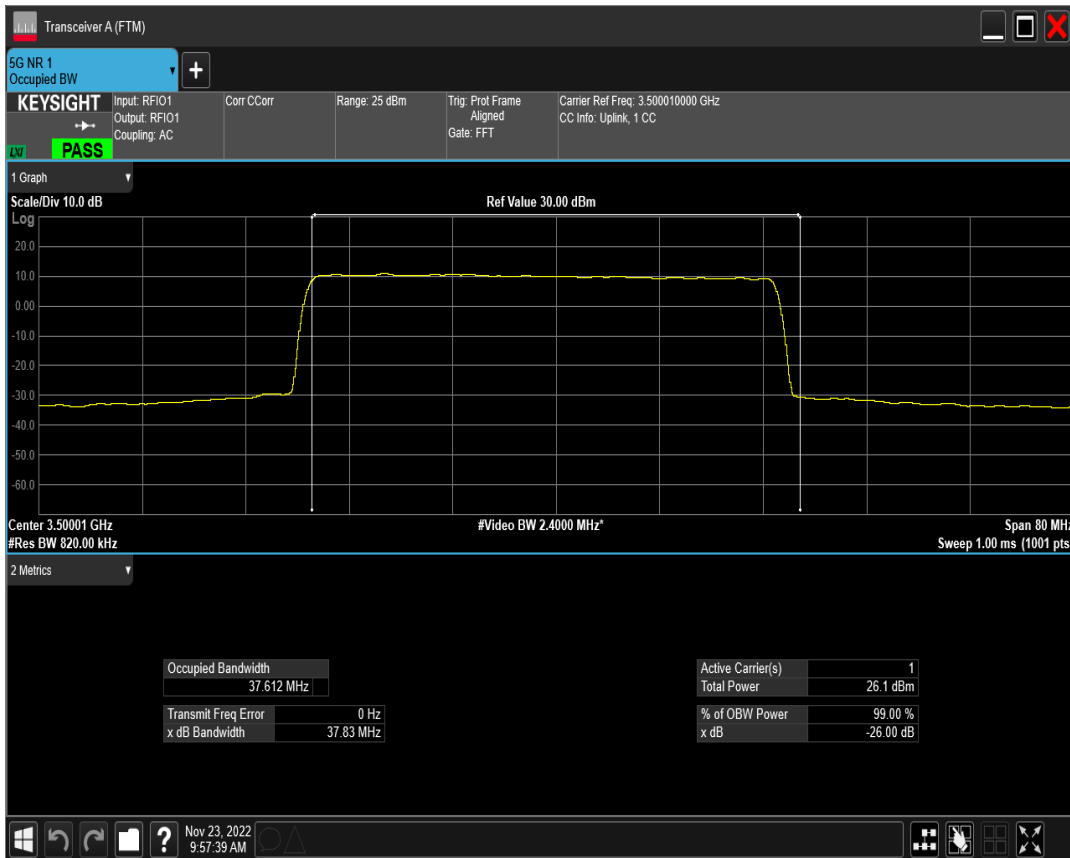 Transceiver A (FTM)
5G NR 1
Occupied BW
+
KEYSIGHT
LXI
PASS
Input: RFIO1
Output: RFIO1
Coupling: AC
Corr CCorr
Range: 25 dBm
Trig: Prot Frame
Aligned
Gate: FFT
Carrier Ref Freq: 3.500010000 GHz
CC Info: Uplink, 1 CC
1 Graph
Scale/Div 10.0 dB
Ref Value 30.00 dBm
Log
20.0
10.0
0.00
-10.0
-20.0
-30.0
-40.0
-50.0
-60.0
Center 3.50001 GHz
#Video BW 2.4000 MHz*
Span 80 MHz
#Res BW 820.00 kHz
Sweep 1.00 ms (1001 pts
2 Metrics
Occupied Bandwidth
37.612 MHz
Transmit Freq Error 0 Hz
x dB Bandwidth 37.83 MHz
Active Carrier(s) 1
Total Power 26.1 dBm
% of OBW Power 99.00 %
x dB -26.00 dB
?
Nov 23, 2022
9:57:39 AM